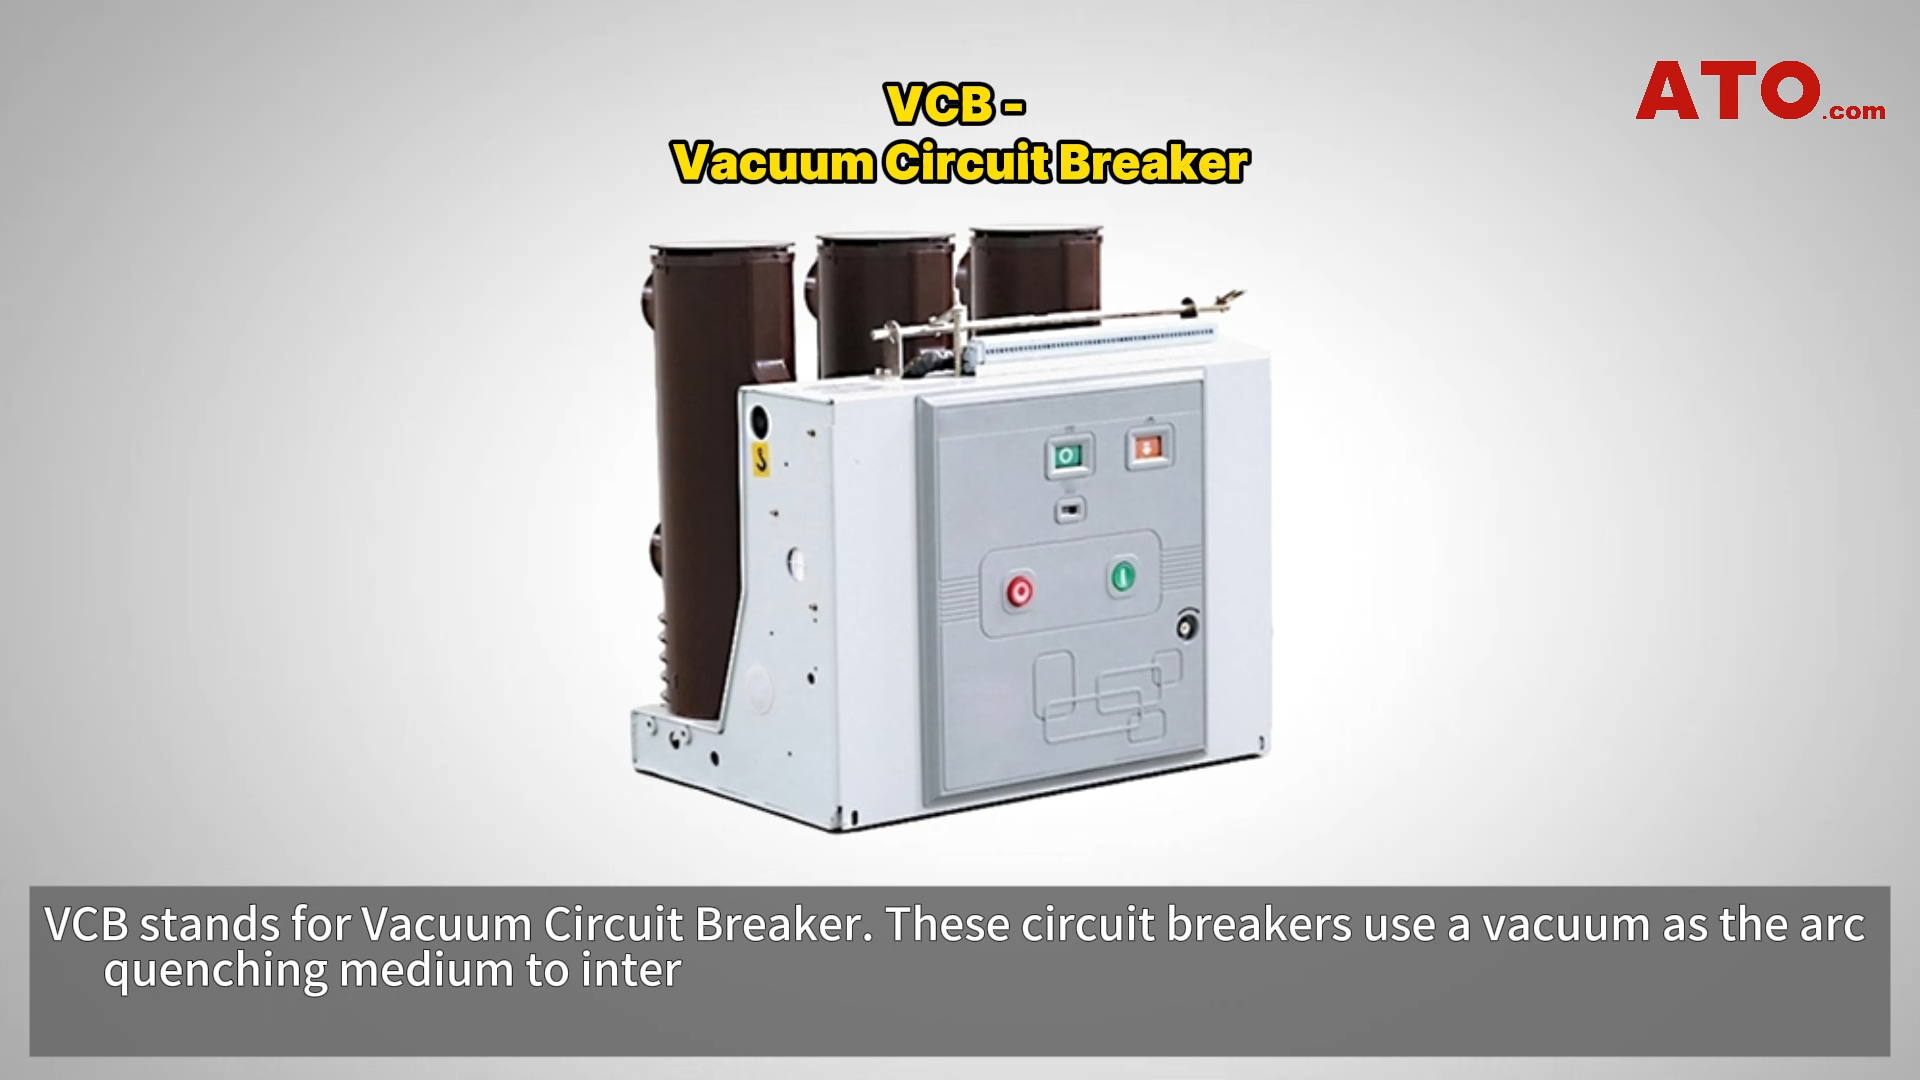 ATO.com
VCB -
Vacuum Circuit Breaker
VCB stands for Vacuum Circuit Breaker. These circuit breakers use a vacuum as the arc
quenching medium to inter